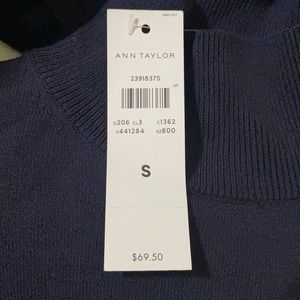 ANN TAYLOR
23918375
D206 CL3 C1362
S441284 SZ600
S
$69.50